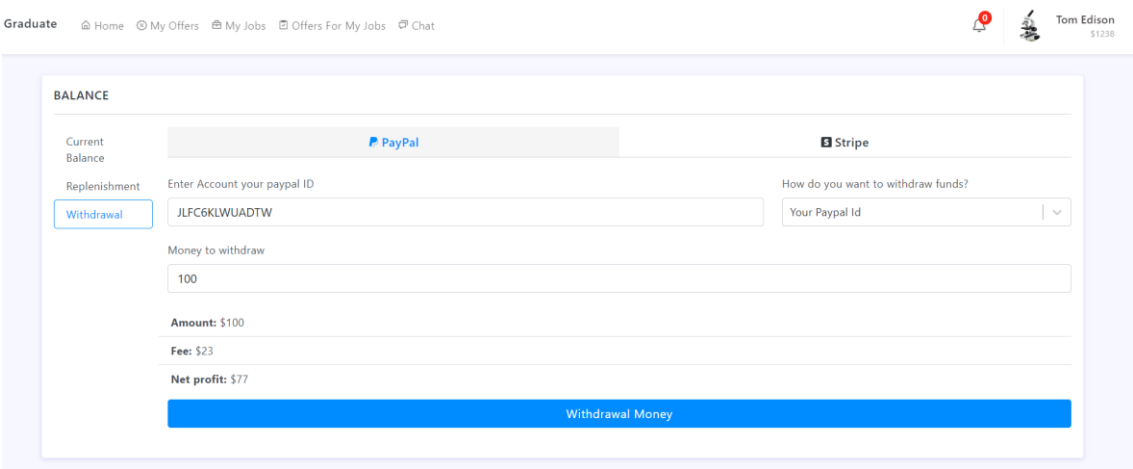 Graduate Home My Offers My Jobs Offers For My Jobs Chat 0 Tom Edison
$1238
BALANCE
Current
Balance
Replenishment
Withdrawal
PayPal Stripe
Enter Account your paypal ID How do you want to withdraw funds?
JLFC6KLWUADTW Your Paypal Id
Money to withdraw
100
Amount: $100
Fee: $23
Net profit: $77
Withdrawal Money